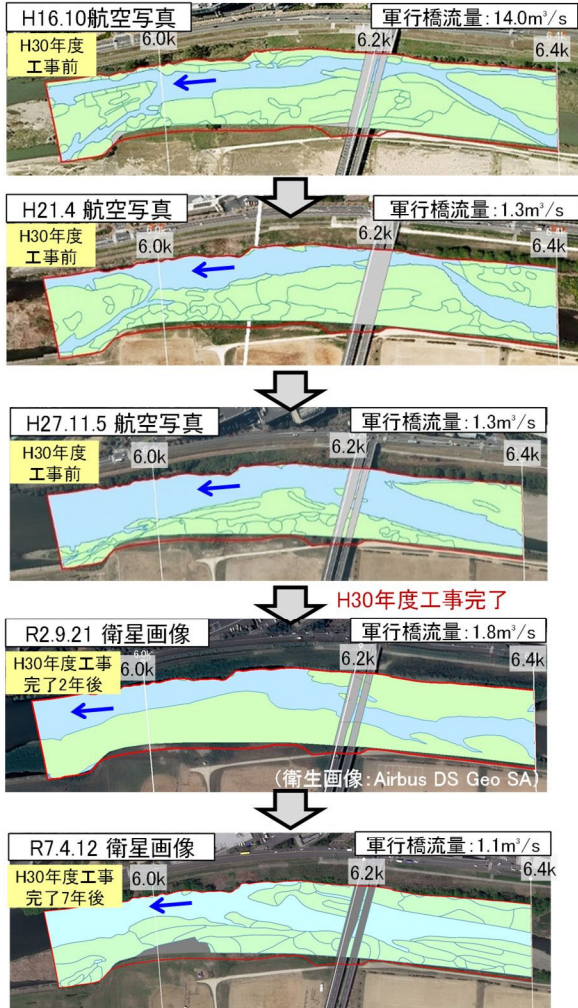 H16.10航空写真
軍行橋流量:14.0m³/s
H30年度
工事前
6.0k
6.2k
6.4k
6.4k
H21.4 航空写真
軍行橋流量:1.3m³/s
H30年度
工事前
6.0k
6.2k
6.4k
H27.11.5 航空写真
軍行橋流量:1.3m³/s
H30年度
工事前
6.0k
6.2k
6.4k
H30年度工事完了
R2.9.21 衛星画像
軍行橋流量:1.8m³/s
H30年度工事
完了2年後
6.0k
6.0k
6.2k
6.4k
(衛生画像:Airbus DS Geo SA)
R7.4.12 衛星画像
軍行橋流量:1.1m³/s
H30年度工事
完了7年後
6.0k
6.2k
6.4k